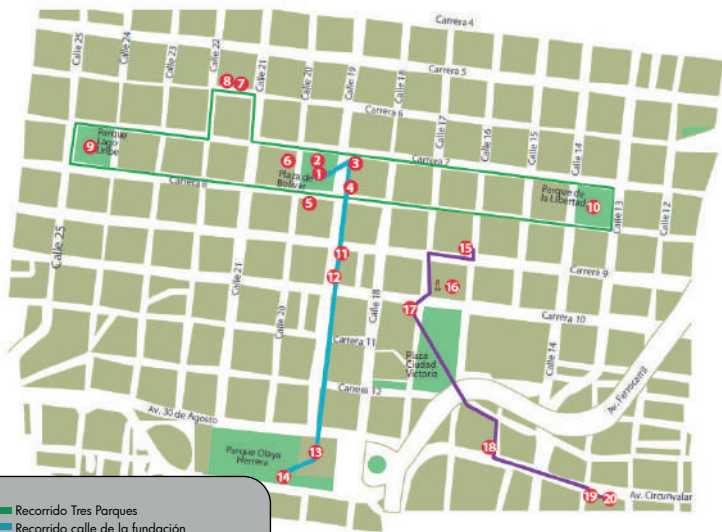 Carrera 4
Calle 25
Calle 24
Calle 23
Calle 22
Calle 21
Calle 20
Calle 19
Calle 18
Carrera 5
Carrera 6
Calle 17
Calle 16
Calle 15
Calle 14
8
7
9
Parque
Lago
Uribe
6
2
1
3
Carrera 7
Plaza de
Bolívar
4
5
Carrera 8
Parque de
la Libertad
10
Calle 13
Calle 12
Calle 25
Calle 21
Calle 20
11
12
Calle 18
15
16
17
Carrera 9
Carrera 10
Carrera 11
Plaza
Ciudad
Victoria
Calle 14
Carrera 12
Av. Ferrocarril
Av. 30 de Agosto
Parque Olaya
Herrera
13
14
18
19
20
Av. Circunvalar
Recorrido Tres Parques
Recorrido calle de la fundación